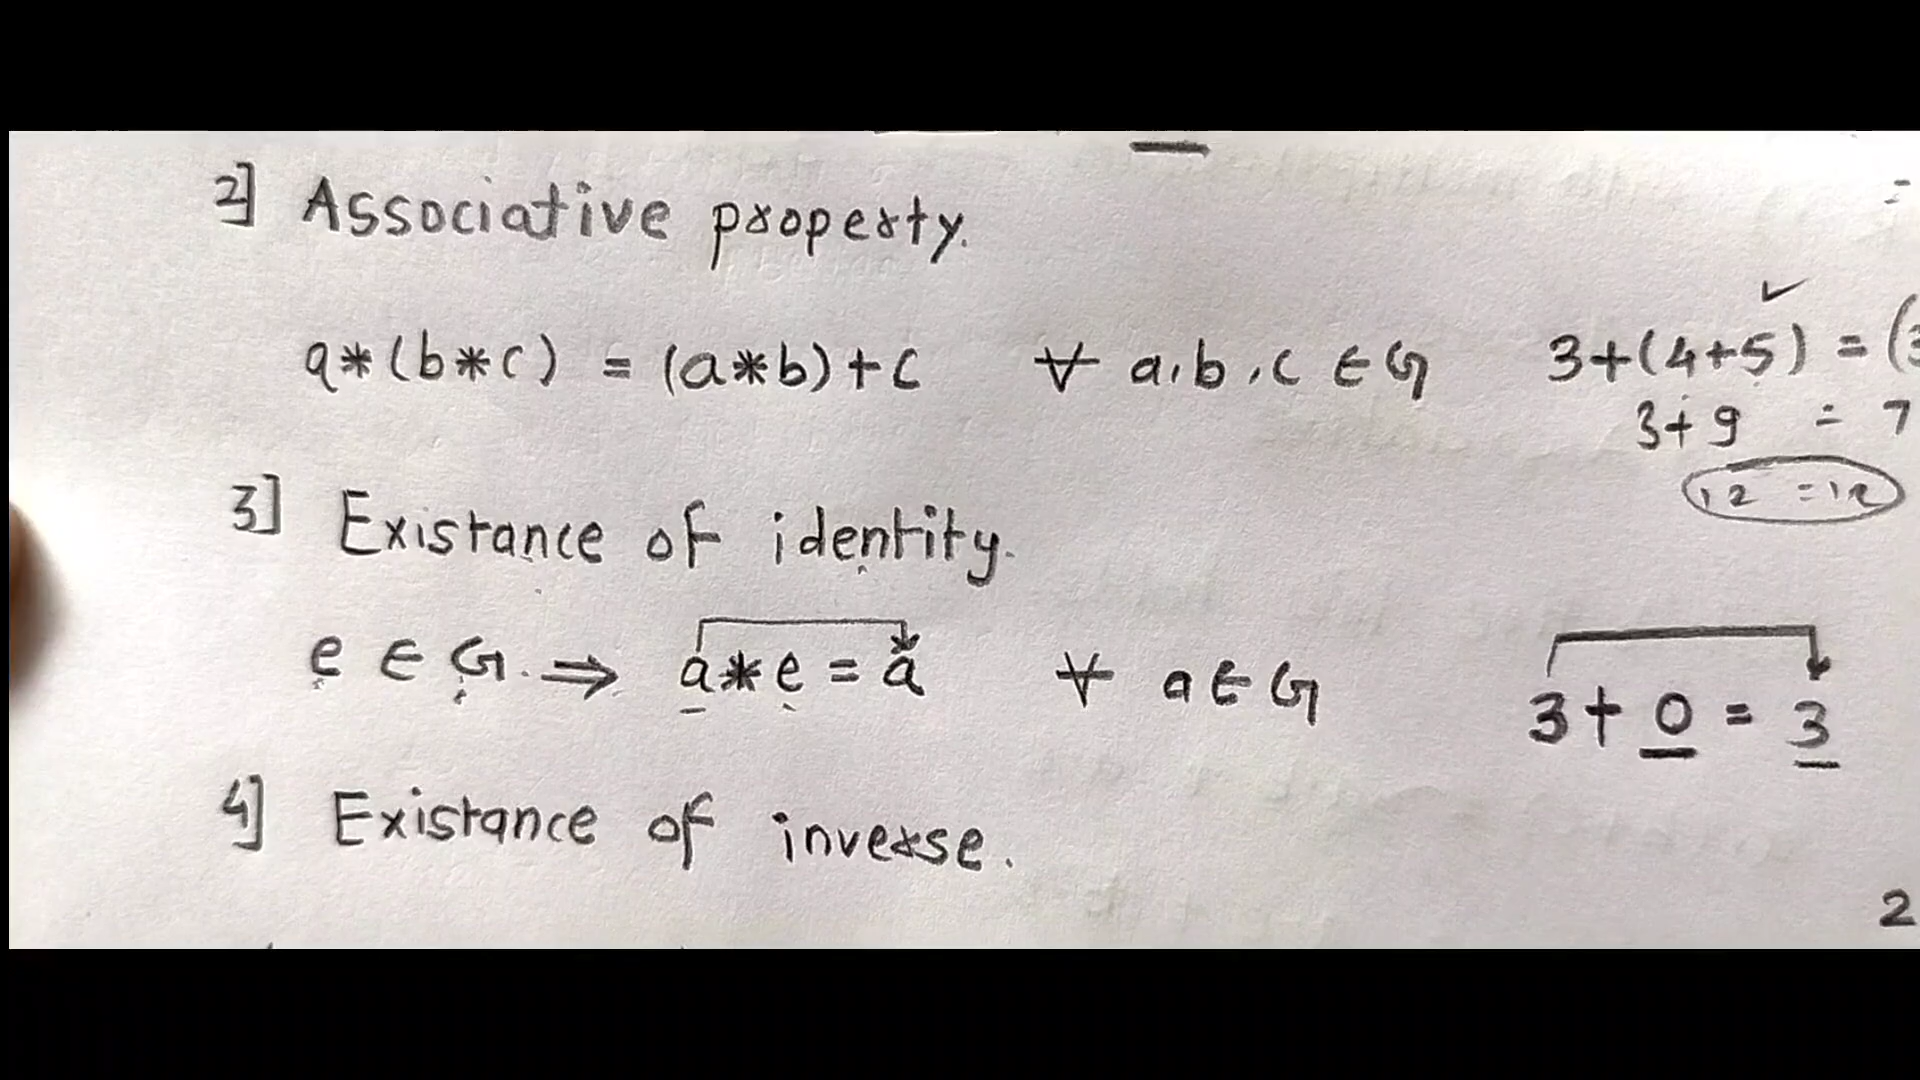 2] Associative property.
a*(b*c) = (a*b)+c ∀ a,b,c ∈ G 3+(4+5) = (3
3+9 = 7
12 = 12
3] Existance of identity.
e ∈ G. ⇒ a*e = a ∀ a ∈ G 3+0 = 3
4] Existance of inverse.
2